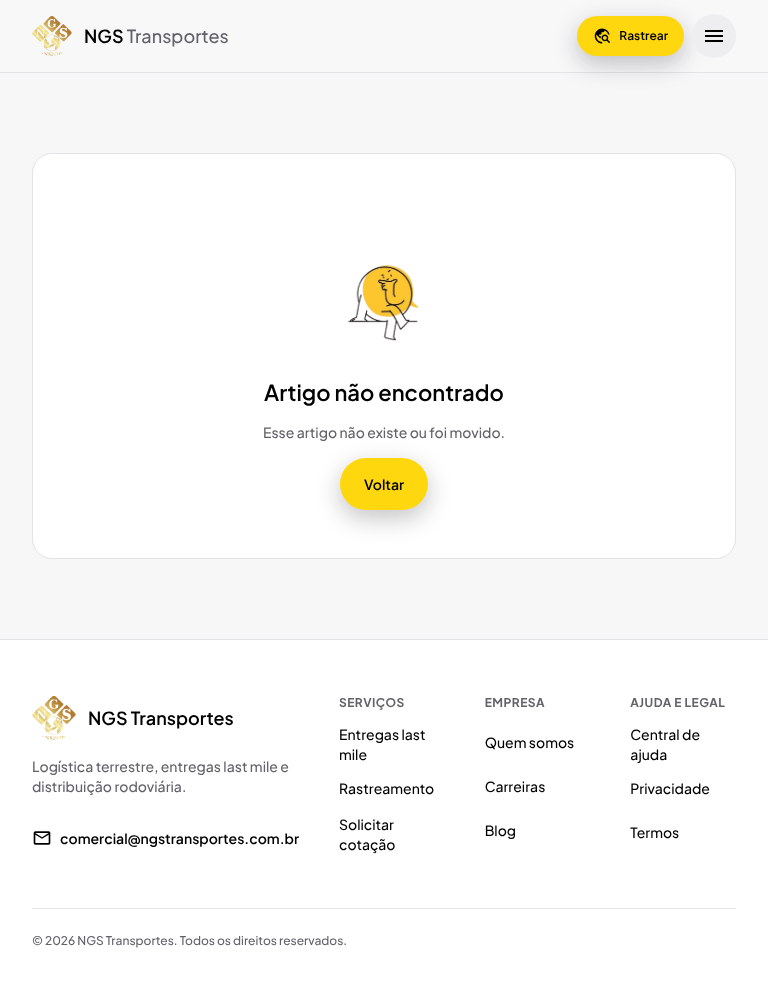 NGS
NGS Transportes
Rastrear
Artigo não encontrado
Esse artigo não existe ou foi movido.
Voltar
NGS
NGS Transportes
Logística terrestre, entregas last mile e
distribuição rodoviária.
comercial@ngstransportes.com.br
SERVIÇOS
Entregas last
mile
Rastreamento
Solicitar
cotação
EMPRESA
Quem somos
Carreiras
Blog
AJUDA E LEGAL
Central de
ajuda
Privacidade
Termos
© 2026 NGS Transportes. Todos os direitos reservados.